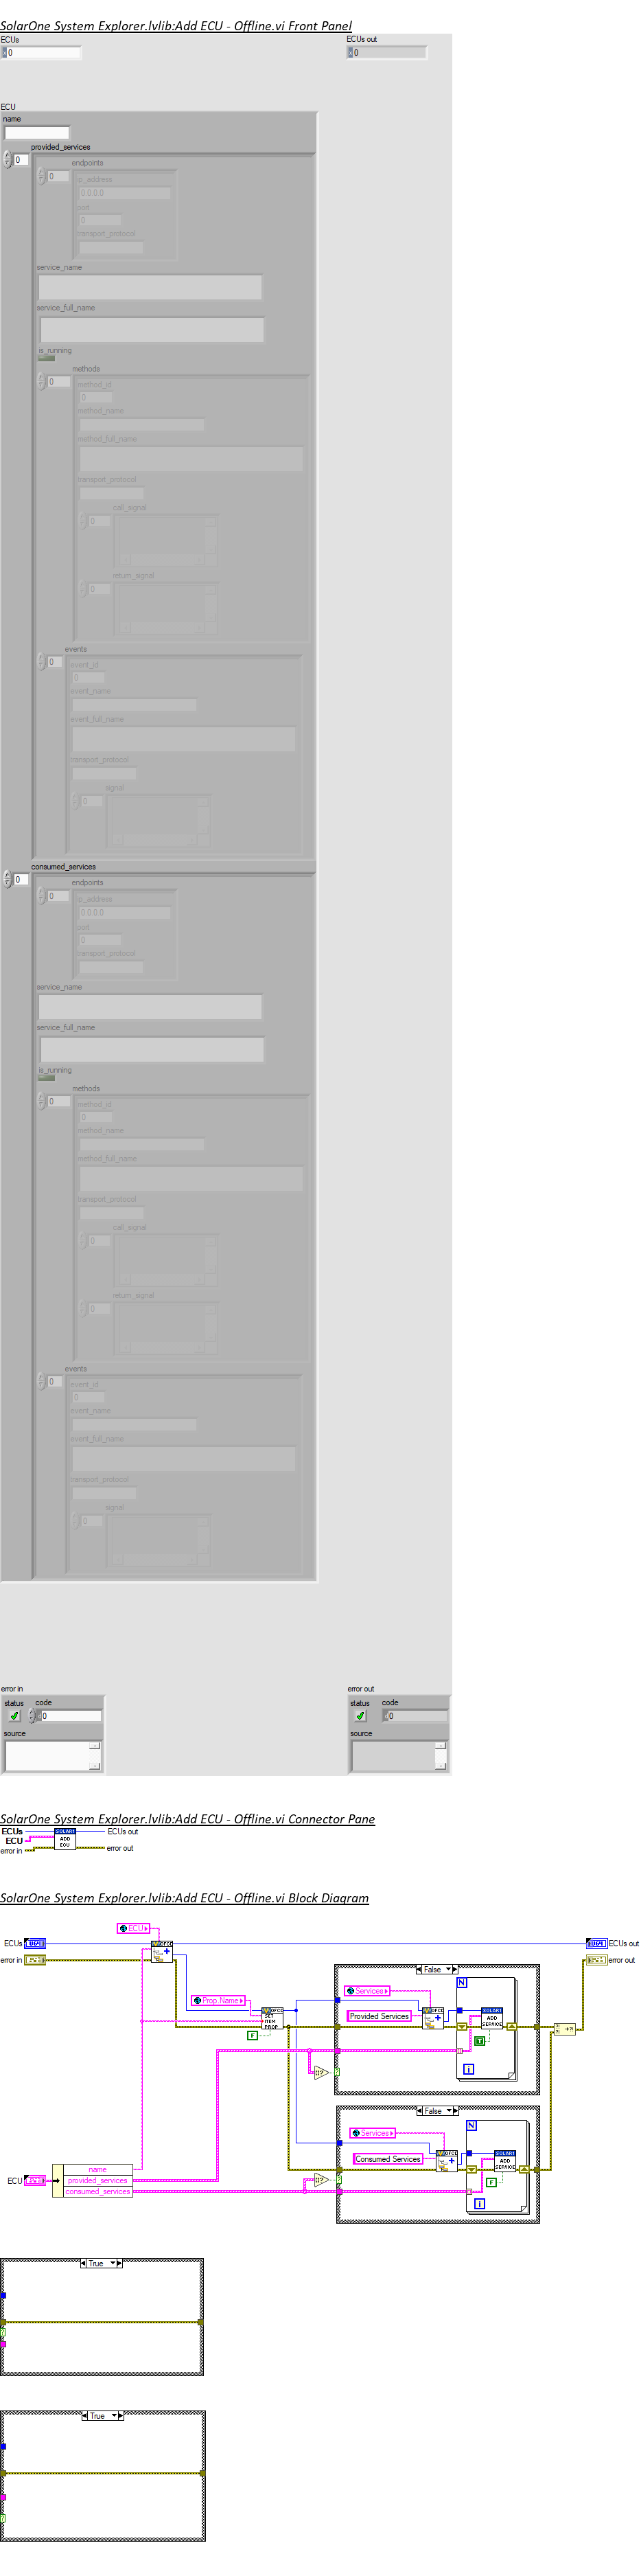 SolarOne System Explorer.lvlib:Add ECU - Offline.vi Front Panel
ECUs
0
ECUs out
0
ECU
name
provided_services
0
endpoints
0
ip_address
0.0.0.0
port
0
transport_protocol
service_name
service_full_name
is_running
methods
0
method_id
0
method_name
method_full_name
transport_protocol
call_signal
0
return_signal
0
events
0
event_id
0
event_name
event_full_name
transport_protocol
signal
0
consumed_services
0
endpoints
0
ip_address
0.0.0.0
port
0
transport_protocol
service_name
service_full_name
is_running
methods
0
method_id
0
method_name
method_full_name
transport_protocol
call_signal
0
return_signal
0
events
0
event_id
0
event_name
event_full_name
transport_protocol
signal
0
error in
status
code
0
source
error out
status
code
0
source
SolarOne System Explorer.lvlib:Add ECU - Offline.vi Connector Pane
ECUs
ECU
error in
SOLAR1
ADD
ECU
ECUs out
error out
SolarOne System Explorer.lvlib:Add ECU - Offline.vi Block Diagram
ECU
ECUs
ECUs out
error in
error out
False
Services
N
Prop.Name
SET
ITEM
PROP
F
Provided Services
SOLAR1
ADD
SERVICE
T
i
False
Services
N
Consumed Services
SOLAR1
ADD
SERVICE
F
i
ECU
name
provided_services
consumed_services
True
True